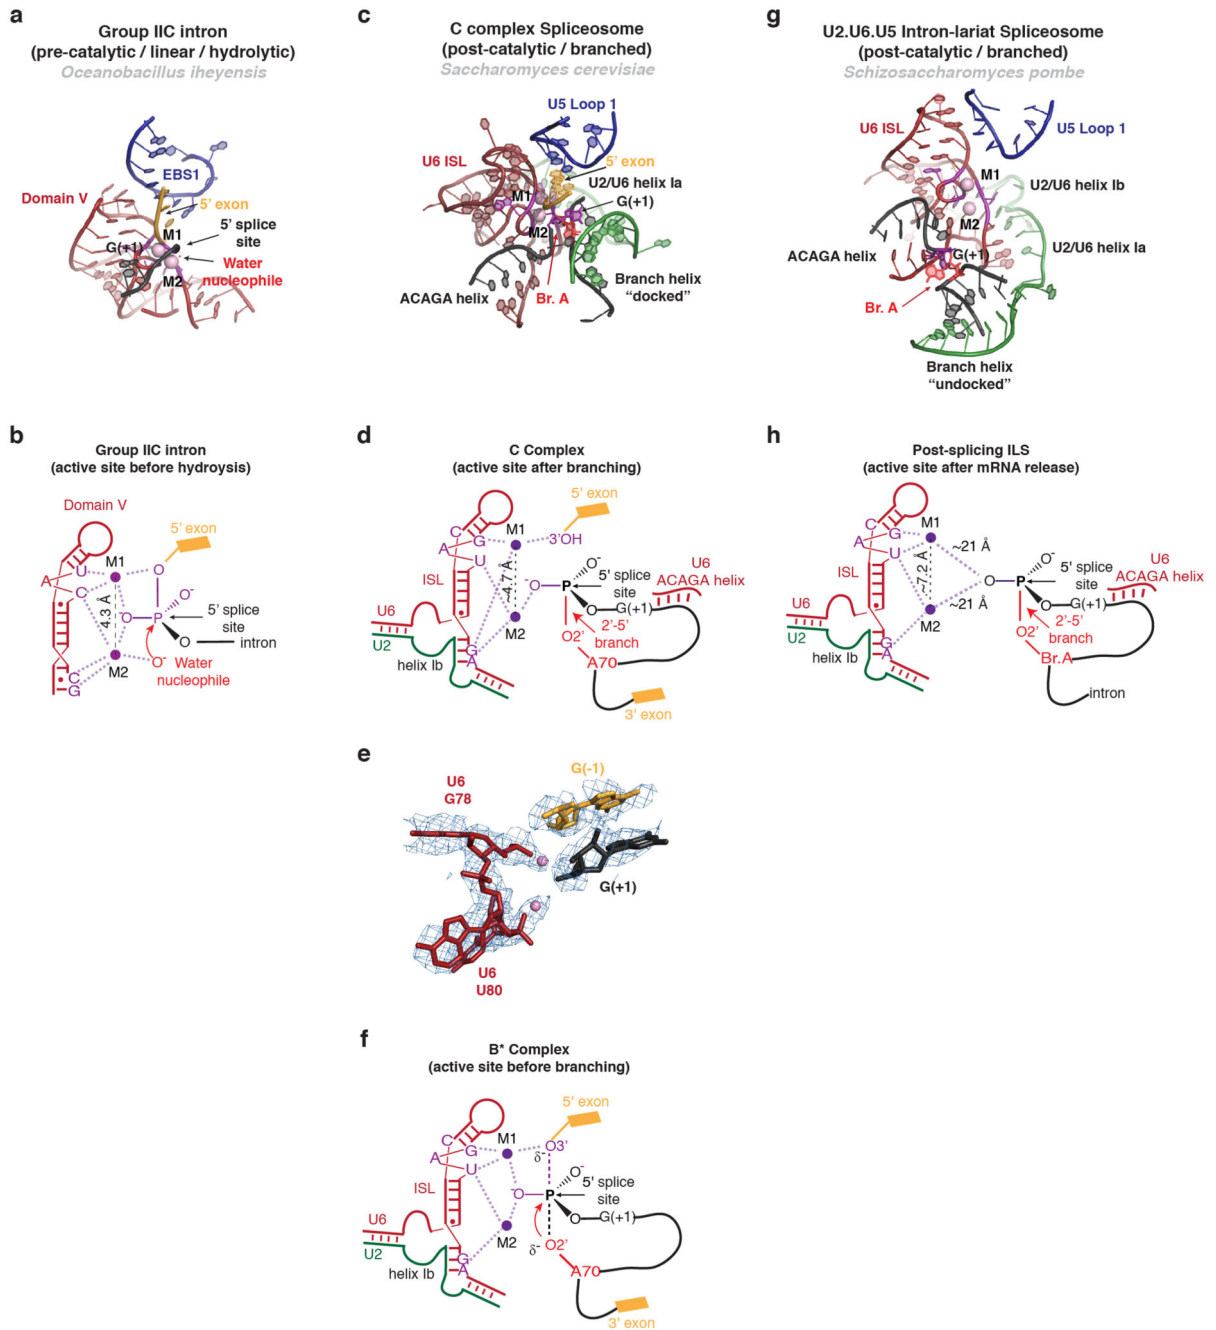 a
Group IIC intron
(pre-catalytic / linear / hydrolytic)
Oceanobacillus iheyensis
EBS1
Domain V
5' exon
5' splice
site
M1
G(+1)
Water
nucleophile
M2
b
Group IIC intron
(active site before hydroysis)
Domain V
5' exon
M1
U
A
C
O
O-
4.3 Å
O
P
5' splice
site
O
intron
M2
O-
Water
nucleophile
C
G
c
C complex Spliceosome
(post-catalytic / branched)
Saccharomyces cerevisiae
U5 Loop 1
U6 ISL
5' exon
U2/U6 helix Ia
M1
G(+1)
M2
ACAGA helix
Br. A
Branch helix
“docked”
d
C Complex
(active site after branching)
5' exon
M1
C
G
3'OH
A
U
O-
U6
ACAGA helix
ISL
~4.7 Å
-O
P
5' splice
site
O
G(+1)
U6
M2
2'-5'
branch
O2'
U2
helix Ib
G
A
A70
3' exon
e
G(-1)
U6
G78
G(+1)
U6
U80
f
B* Complex
(active site before branching)
5' exon
M1
C
G
O3'
A
δ-
U
O-
5' splice
site
ISL
-O
P
O
G(+1)
U6
M2
δ-
O2'
U2
helix Ib
G
A
A70
3' exon
g
U2.U6.U5 Intron-lariat Spliceosome
(post-catalytic / branched)
Schizosaccharomyces pombe
U6 ISL
U5 Loop 1
M1
U2/U6 helix Ib
M2
U2/U6 helix Ia
ACAGA helix
G(+1)
Br. A
Branch helix
“undocked”
h
Post-splicing ILS
(active site after mRNA release)
M1
C
G
A
U
~21 Å
O-
U6
ACAGA helix
ISL
~7.2 Å
O
P
5' splice
site
O
G(+1)
~21 Å
U6
M2
2'-5'
branch
O2'
U2
helix Ib
G
A
Br.A
intron